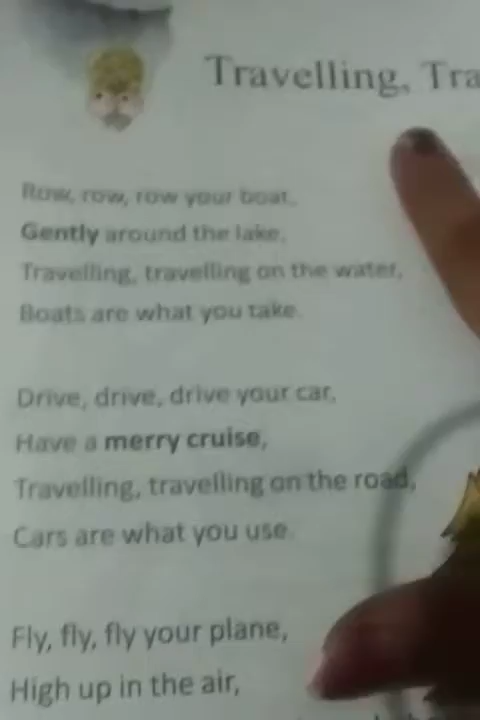 Travelling, Tra
Row, row, row your boat,
Gently around the lake,
Travelling, travelling on the water,
Boats are what you take.
Drive, drive, drive your car,
Have a merry cruise,
Travelling, travelling on the road,
Cars are what you use.
Fly, fly, fly your plane,
High up in the air,